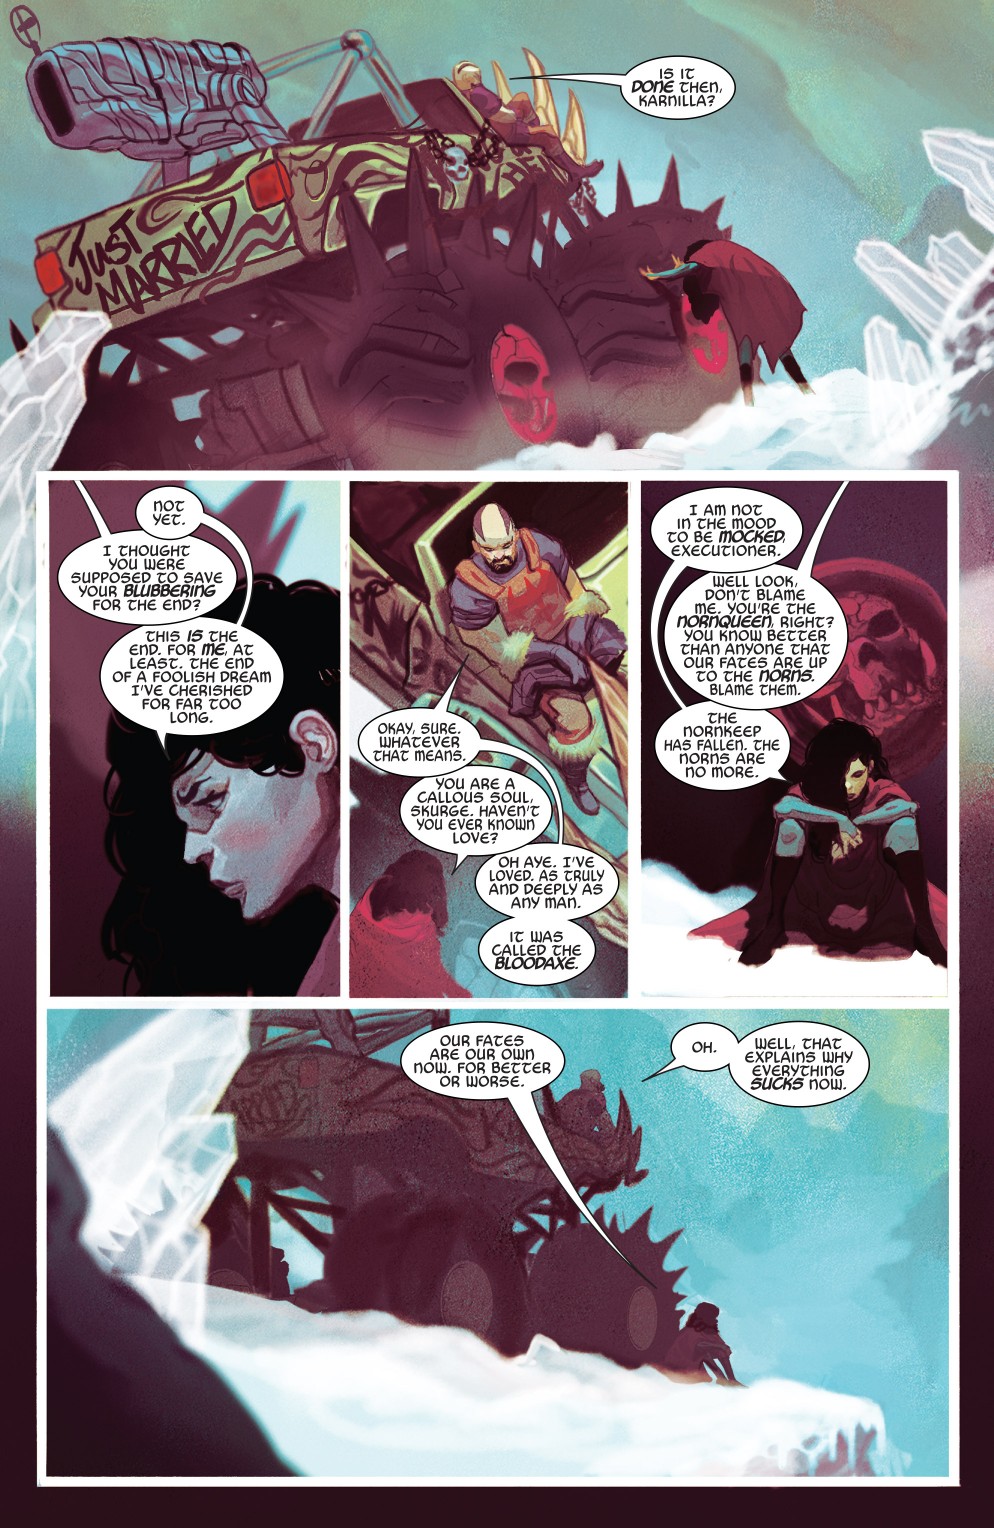 IS IT
DONE THEN,
KARNILLA?
JUST
MARRIED
NOT
YET.
I THOUGHT
YOU WERE
SUPPOSED TO SAVE
YOUR BLUBBERING
FOR THE END?
THIS IS THE
END. FOR ME, AT
LEAST. THE END
OF A FOOLISH DREAM
I'VE CHERISHED
FOR FAR TOO
LONG.
OKAY, SURE.
WHATEVER
THAT MEANS.
YOU ARE A
CALLOUS SOUL,
SKURGE. HAVEN'T
YOU EVER KNOWN
LOVE?
OH AYE. I'VE
LOVED. AS TRULY
AND DEEPLY AS
ANY MAN.
IT WAS
CALLED THE
BLOODAXE.
I AM NOT
IN THE MOOD
TO BE MOCKED,
EXECUTIONER.
WELL LOOK,
DON'T BLAME
ME. YOU'RE THE
NORNQUEEN, RIGHT?
YOU KNOW BETTER
THAN ANYONE THAT
OUR FATES ARE UP
TO THE NORNS.
BLAME THEM.
THE
NORNKEEP
HAS FALLEN. THE
NORNS ARE
NO MORE.
OUR FATES
ARE OUR OWN
NOW. FOR BETTER
OR WORSE.
OH.
WELL, THAT
EXPLAINS WHY
EVERYTHING
SUCKS NOW.